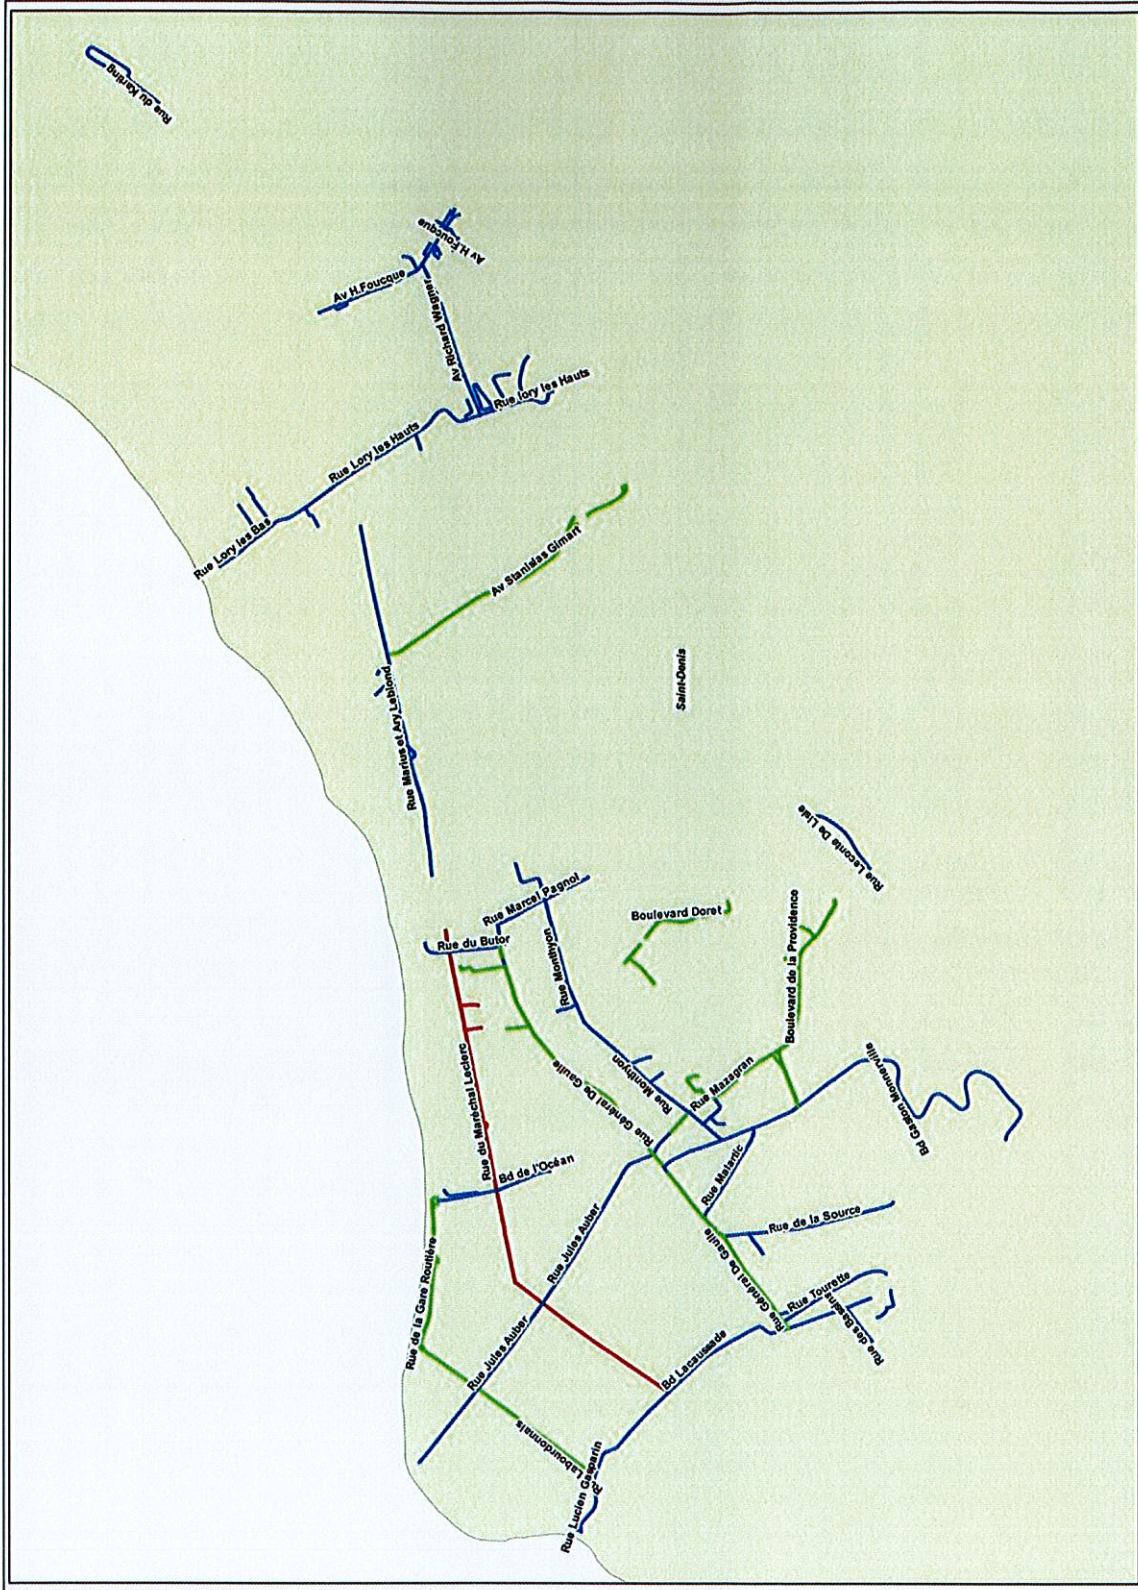 Rue du Karting
Av H.Foucque
Av H.Foucque
Av Richard Wagner
Rue lory les Hauts
Rue Lory les Hauts
Rue Lory les Bas
Av Stanislas Gimart
Rue Marius et Ary Leblond
Saint-Denis
Rue Leconte De Lisle
Rue Marcel Pagnol
Boulevard Doret
Rue du Butor
Boulevard de la Providence
Rue Monthyon
Rue Général De Gaulle
Rue Monthyon
Rue Mazagran
Rue du Maréchal Leclerc
Bd Gaston Monnerville
Bd de l'Océan
Rue Malartic
Rue Jules Auber
Rue de la Source
Rue de la Gare Routière
Rue Général De Gaulle
Rue Tourette
Rue des Bassins
Rue Jules Auber
Bd Lacaussade
Labourdonnais
Rue Lucien Gasparin